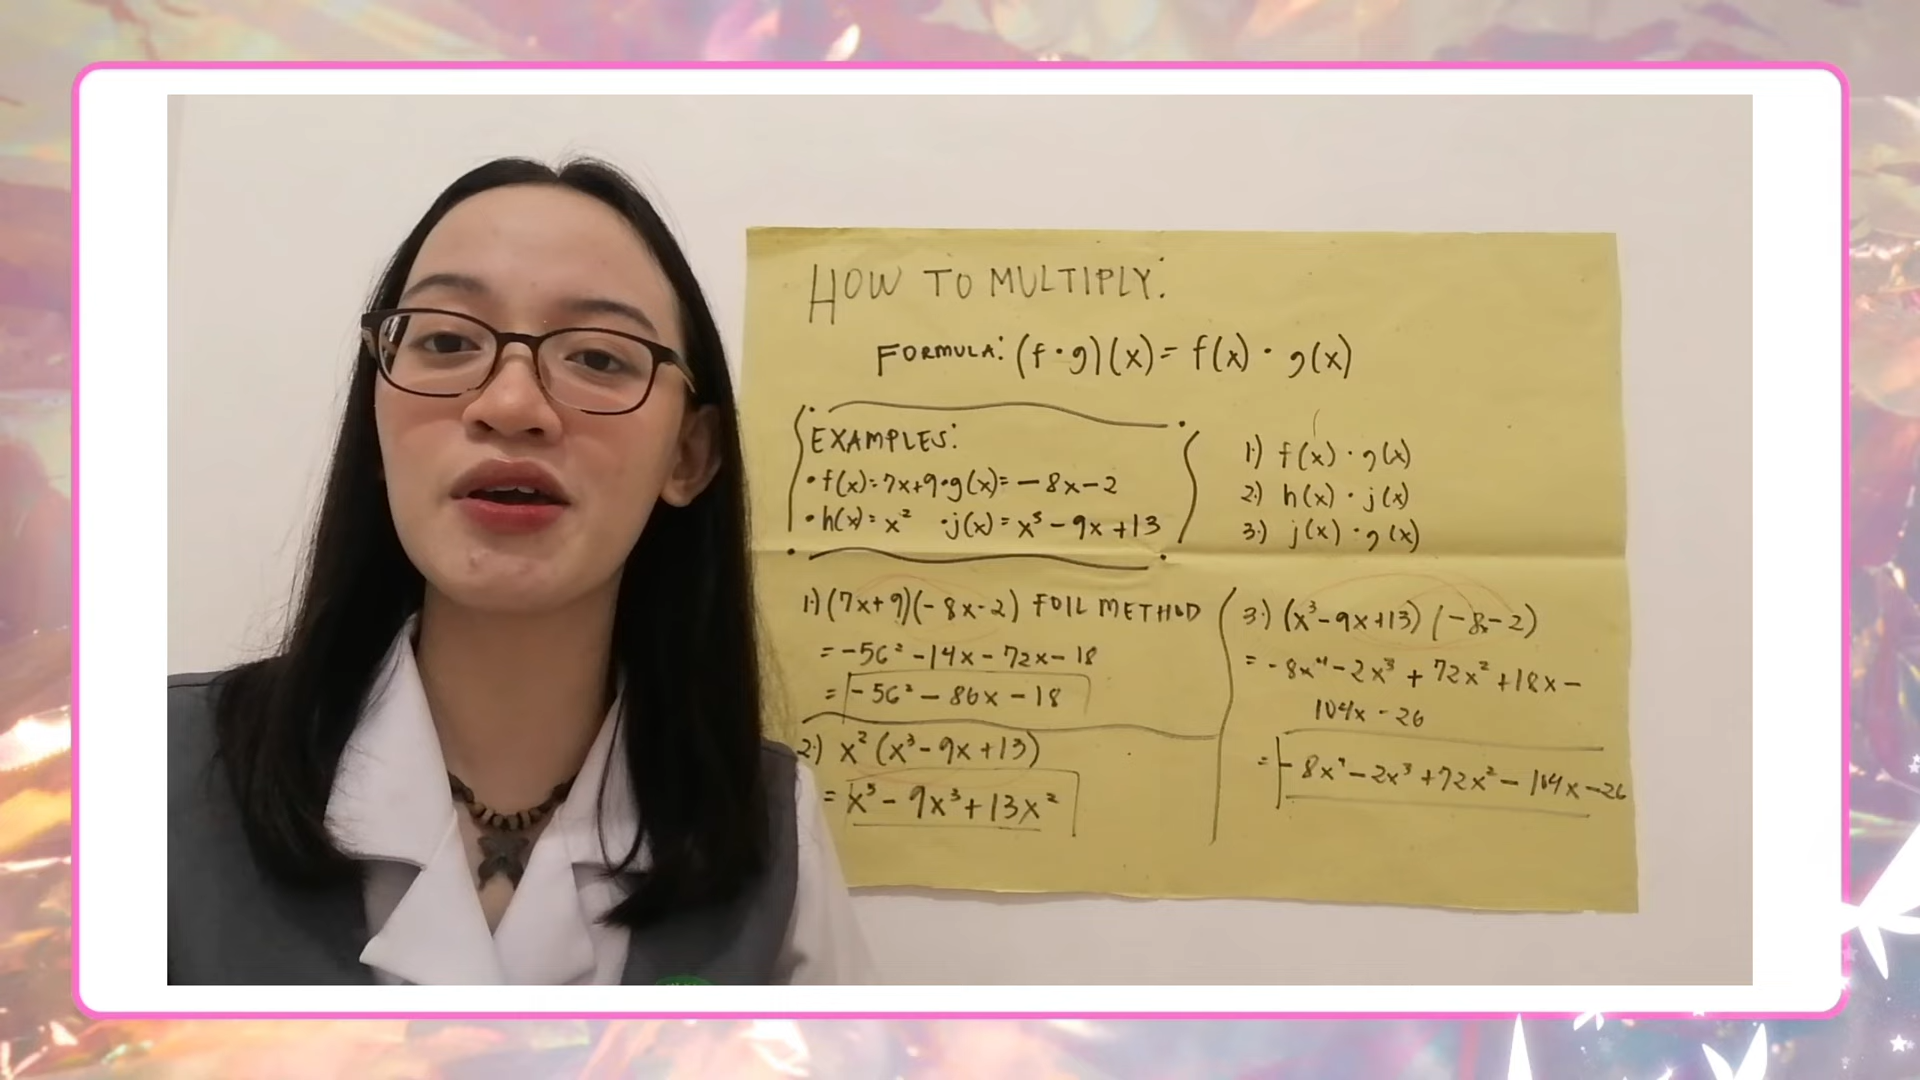 HOW TO MULTIPLY:
FORMULA: (f·g)(x)= f(x) · g(x)
EXAMPLES:
•f(x)=7x+9 •g(x)= -8x-2
•h(x)= x² •j(x)= x³ - 9x +13
1.) f(x) · g(x)
2.) h(x) · j(x)
3.) j(x) · g(x)
1.) (7x+9)(-8x-2) FOIL METHOD
= -56² -14x - 72x - 18
= -56² - 86x - 18
2.) x² (x³ - 9x +13)
= x⁵ - 9x³ + 13x²
3.) (x³-9x+13) (-8x-2)
= -8x⁴ - 2x³ + 72x² +18x -
104x - 26
= -8x⁴ - 2x³ +72x² - 104x -26